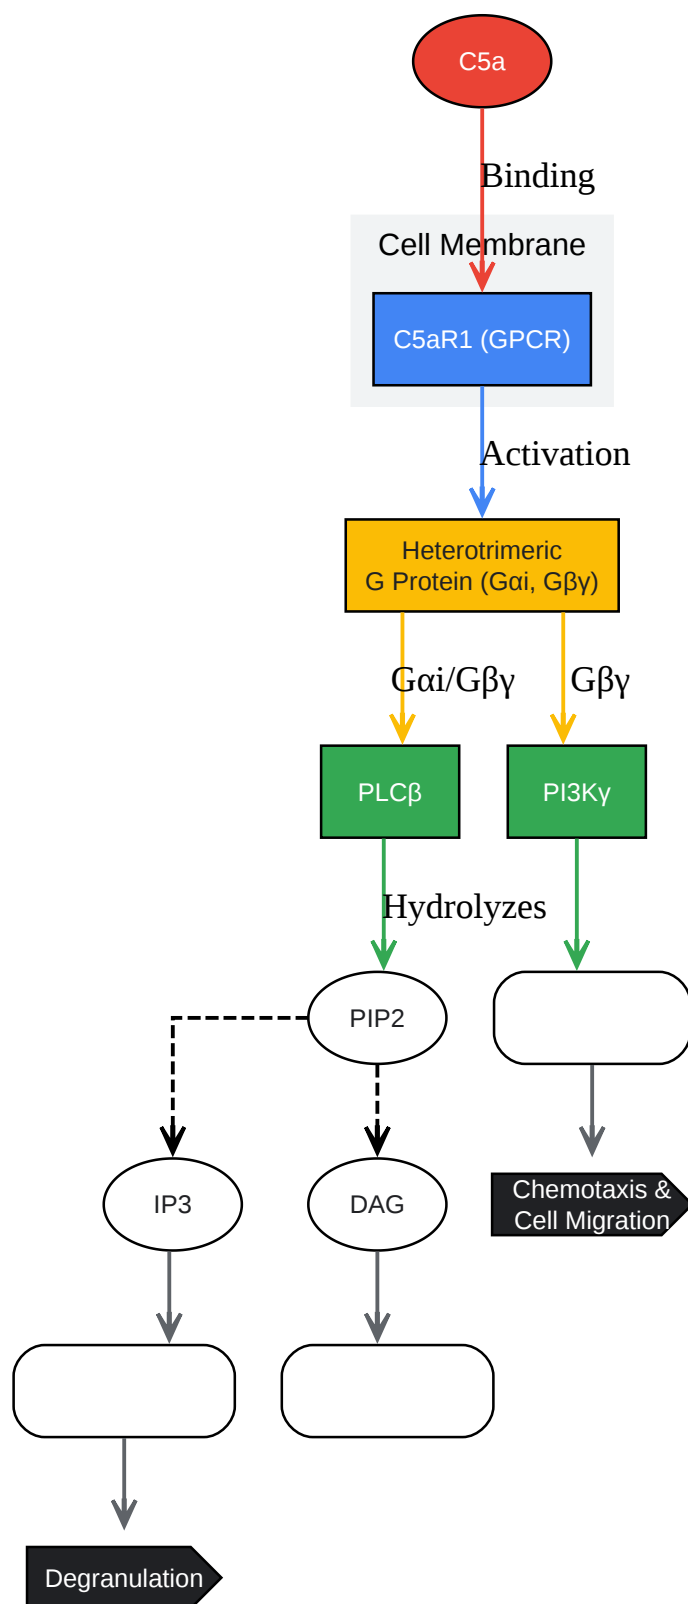 C5a
Binding
Cell Membrane
C5aR1 (GPCR)
Activation
Heterotrimeric
G Protein (Gαi, Gβγ)
Gαi/Gβγ
Gβγ
PLCβ
PI3Kγ
Hydrolyzes
PIP2
IP3
DAG
Chemotaxis &
Cell Migration
Degranulation